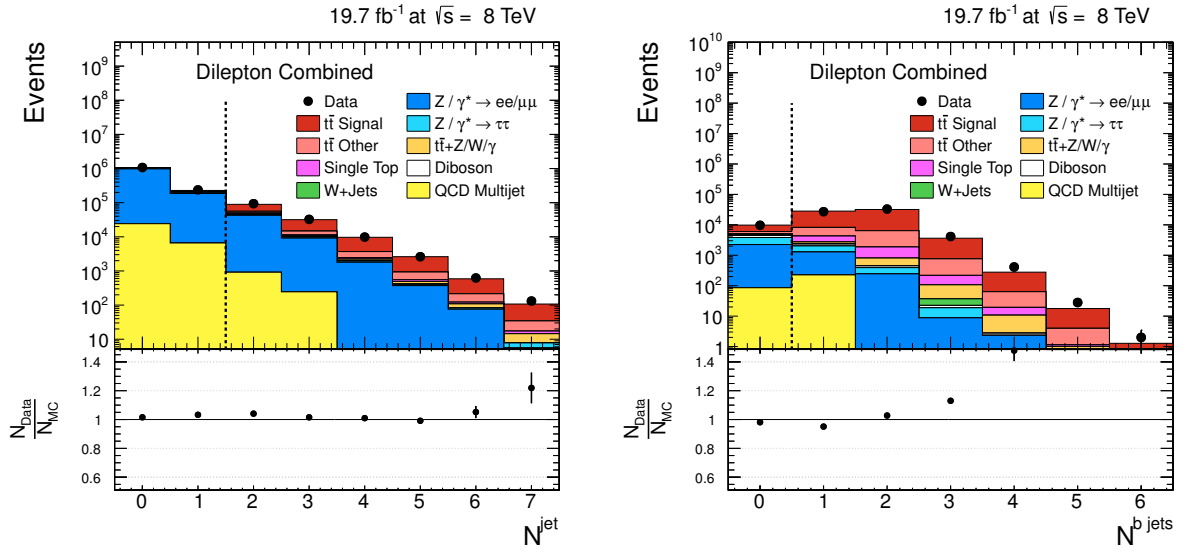 19.7 fb⁻¹ at √s = 8 TeV
Events
10⁹
10⁸
10⁷
10⁶
10⁵
10⁴
10³
10²
10
Dilepton Combined
Data
tt̄ Signal
tt̄ Other
Single Top
W+Jets
Z / γ* → ee/μμ
Z / γ* → ττ
tt̄+Z/W/γ
Diboson
QCD Multijet
N_Data / N_MC
1.4
1.2
1
0.8
0.6
0 1 2 3 4 5 6 7
N^jet
19.7 fb⁻¹ at √s = 8 TeV
Events
10¹⁰
10⁹
10⁸
10⁷
10⁶
10⁵
10⁴
10³
10²
10
1
Dilepton Combined
Data
tt̄ Signal
tt̄ Other
Single Top
W+Jets
Z / γ* → ee/μμ
Z / γ* → ττ
tt̄+Z/W/γ
Diboson
QCD Multijet
N_Data / N_MC
1.4
1.2
1
0.8
0.6
0 1 2 3 4 5 6
N^b jets